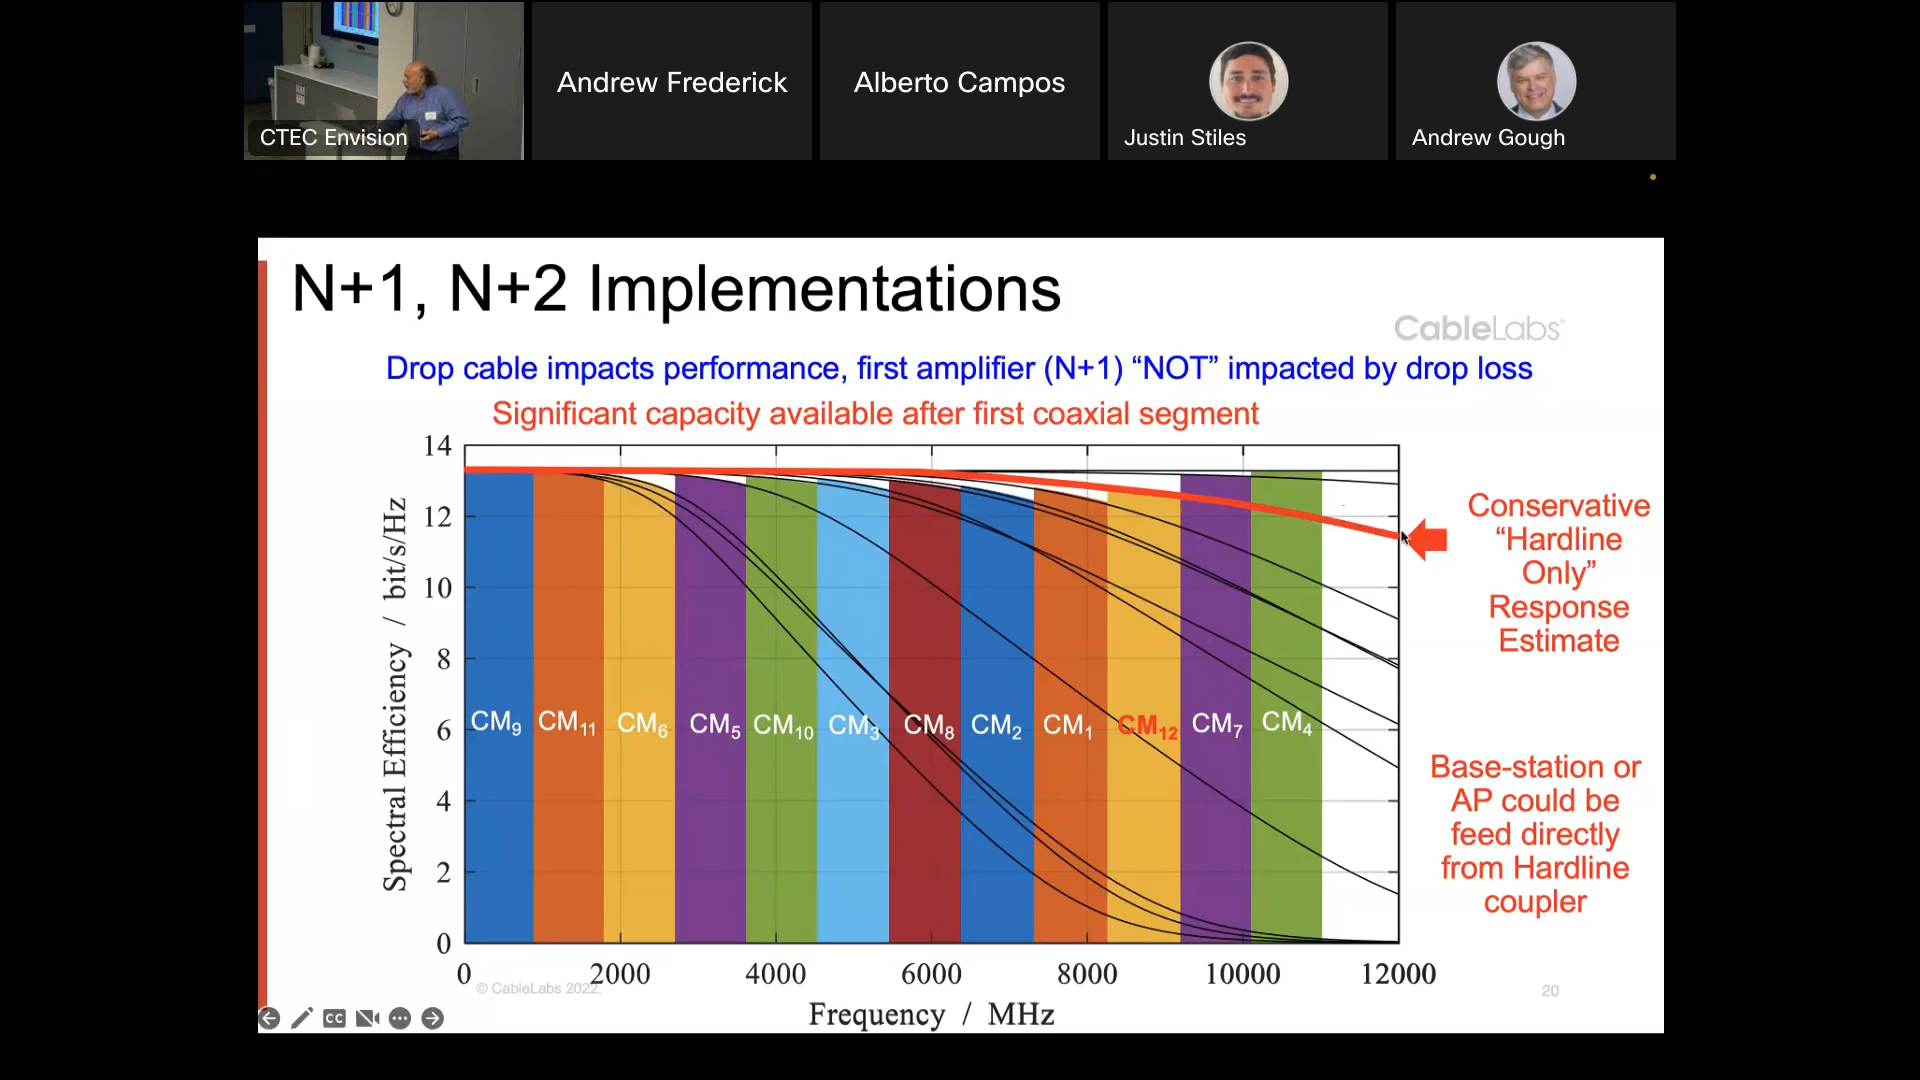 CTEC Envision
Andrew Frederick
Alberto Campos
Justin Stiles
Andrew Gough
N+1, N+2 Implementations
CableLabs
Drop cable impacts performance, first amplifier (N+1) “NOT” impacted by drop loss
Significant capacity available after first coaxial segment
14
12
10
8
6
4
2
0
Spectral Efficiency / bit/s/Hz
CM9
CM11
CM6
CM5
CM10
CM3
CM8
CM2
CM1
CM12
CM7
CM4
Conservative
“Hardline
Only”
Response
Estimate
Base-station or
AP could be
feed directly
from Hardline
coupler
0
2000
4000
6000
8000
10000
12000
© CableLabs 2022.
20
Frequency / MHz
CC